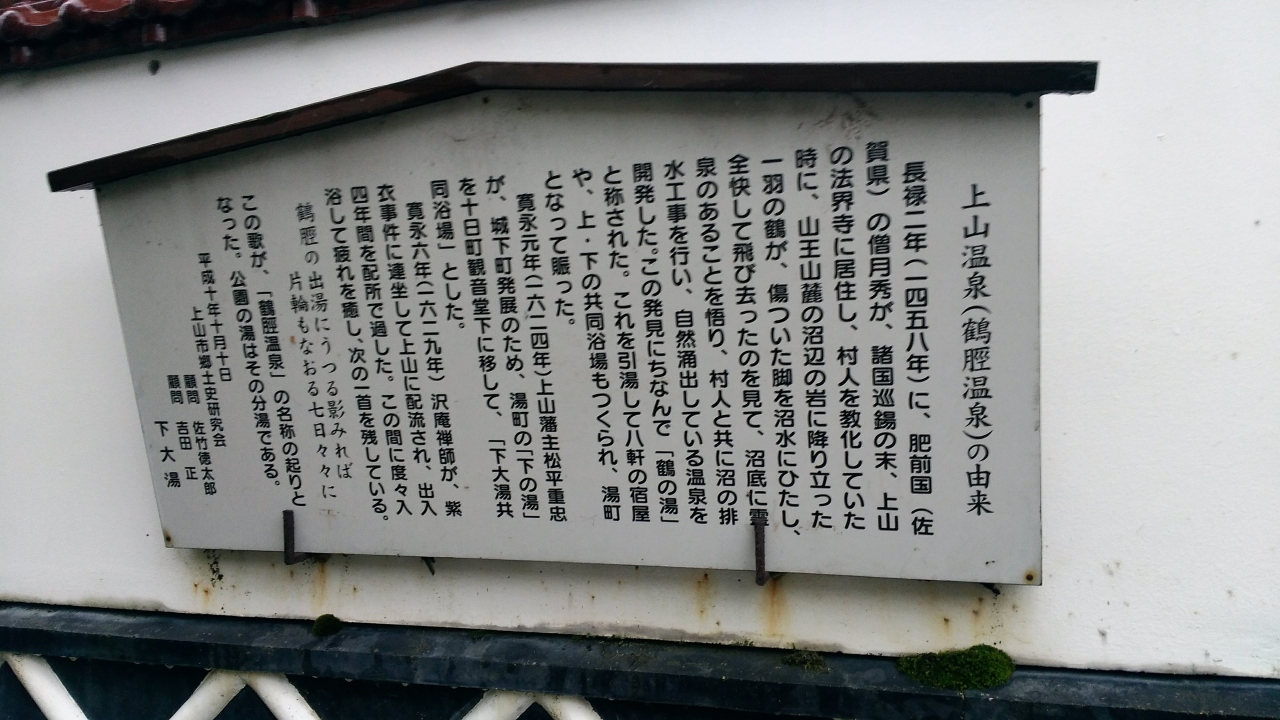 上山温泉(鶴脛温泉)の由来
長禄二年(一四五八年)に、肥前国(佐
賀県)の僧月秀が、諸国巡錫の末、上山
の法界寺に居住し、村人を教化していた
時に、山王山麓の沼辺の岩に降り立った
一羽の鶴が、傷ついた脚を沼水にひたし、
全快して飛び去ったのを見て、沼底に霊
泉のあることを悟り、村人と共に沼の排
水工事を行い、自然涌出している温泉を
開発した。この発見にちなんで「鶴の湯」
と称された。これを引湯して八軒の宿屋
や、上・下の共同浴場もつくられ、湯町
となって賑った。
寛永元年(一六二四年)上山藩主松平重忠
が、城下町発展のため、湯町の「下の湯」
を十日町観音堂下に移して、「下大湯共
同浴場」とした。
寛永六年(一六二九年)沢庵禅師が、紫
衣事件に連坐して上山に配流され、出入
四年間を配所で過した。この間に度々入
浴して疲れを癒し、次の一首を残している。
鶴脛の出湯にうつる影みれば
片輪もなおる七日々々に
この歌が、「鶴脛温泉」の名称の起りと
なった。公園の湯はその分湯である。
平成十年十月十日
上山市郷土史研究会
顧問 佐竹徳太郎
顧問 吉田 正
下大湯